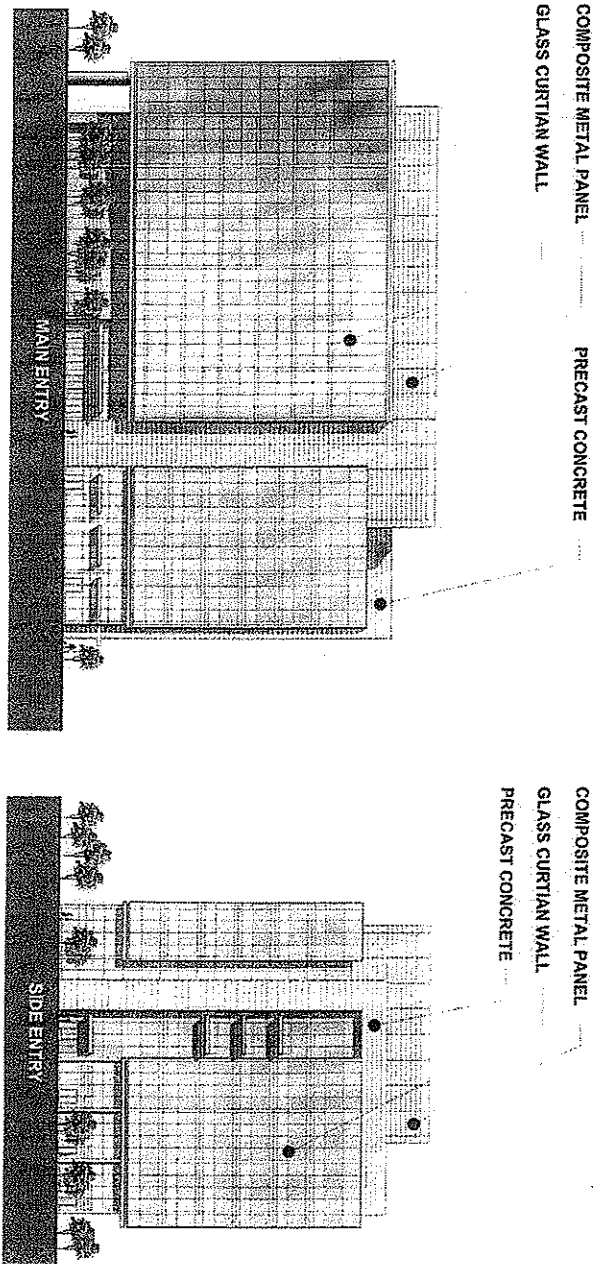 COMPOSITE METAL PANEL
PRECAST CONCRETE
GLASS CURTIAN WALL
MAIN ENTRY
COMPOSITE METAL PANEL
GLASS CURTIAN WALL
PRECAST CONCRETE
SIDE ENTRY